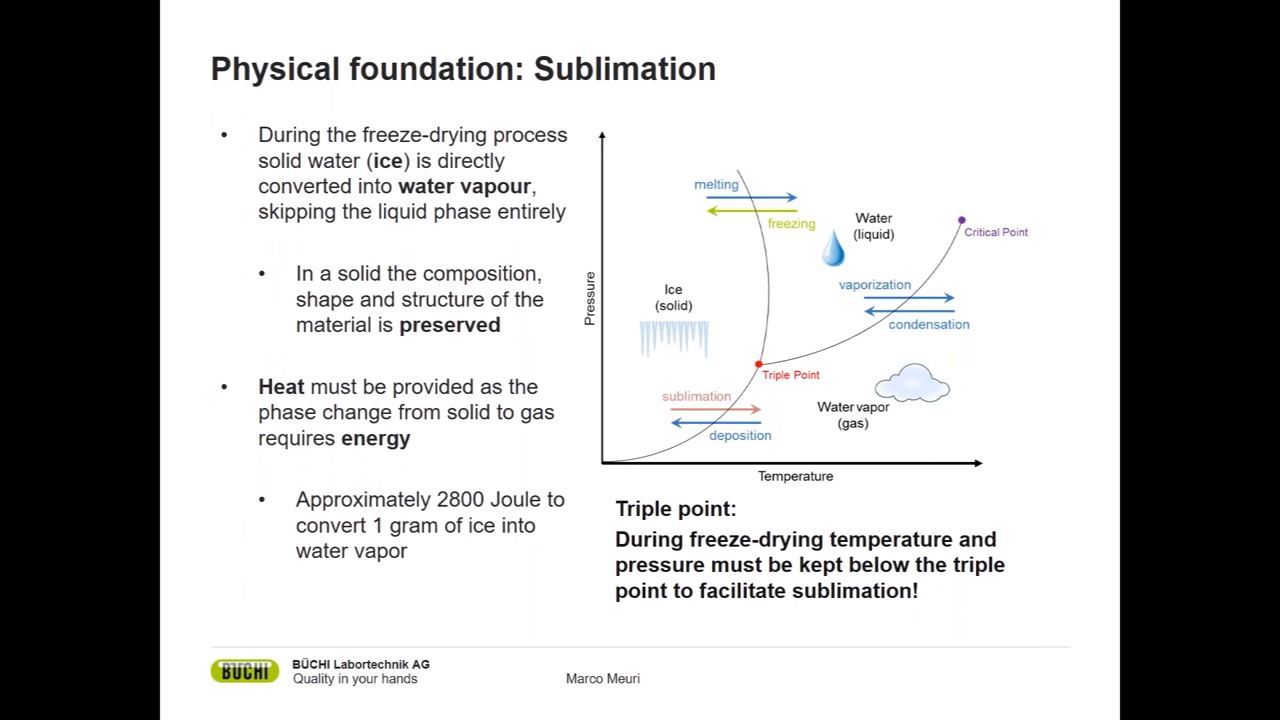 Physical foundation: Sublimation
• During the freeze-drying process
solid water (ice) is directly
converted into water vapour,
skipping the liquid phase entirely
• In a solid the composition,
shape and structure of the
material is preserved
• Heat must be provided as the
phase change from solid to gas
requires energy
• Approximately 2800 Joule to
convert 1 gram of ice into
water vapor
Pressure
melting
freezing
Water
(liquid)
Critical Point
Ice
(solid)
vaporization
condensation
Triple Point
sublimation
deposition
Water vapor
(gas)
Temperature
Triple point:
During freeze-drying temperature and
pressure must be kept below the triple
point to facilitate sublimation!
BÜCHI
BÜCHI Labortechnik AG
Quality in your hands
Marco Meuri